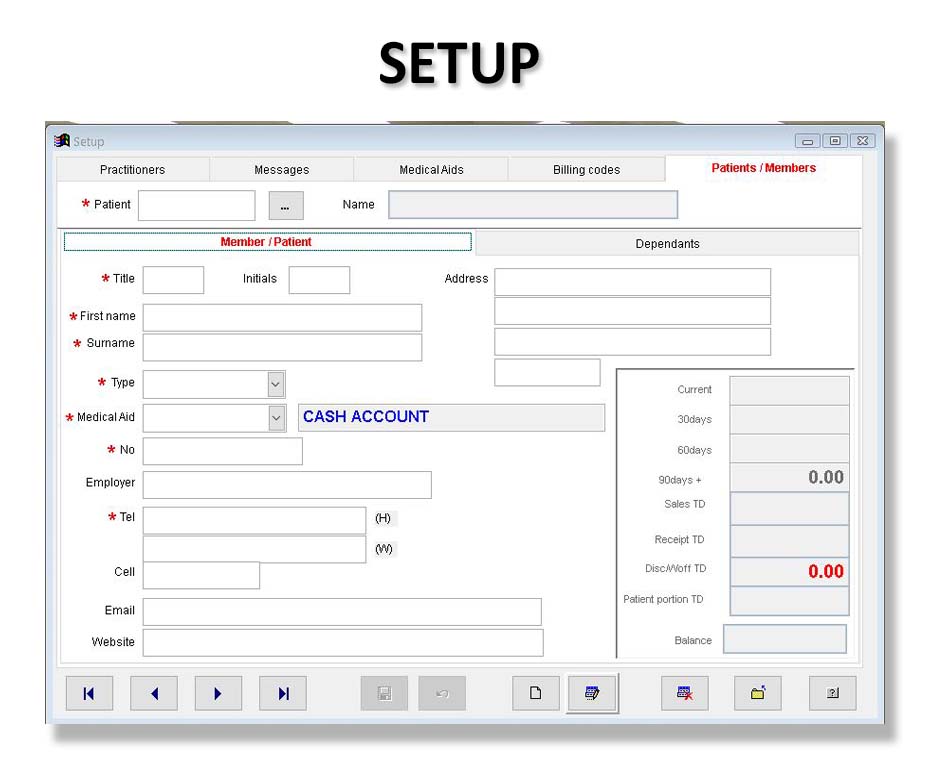 SETUP
Setup
Practitioners Messages Medical Aids Billing codes Patients / Members
* Patient ... Name
Member / Patient Dependants
* Title Initials Address
* First name
* Surname
* Type
* Medical Aid CASH ACCOUNT
* No
Employer
* Tel (H)
(W)
Cell
Email
Website
Current
30days
60days
90days + 0.00
Sales TD
Receipt TD
Disc/Woff TD 0.00
Patient portion TD
Balance